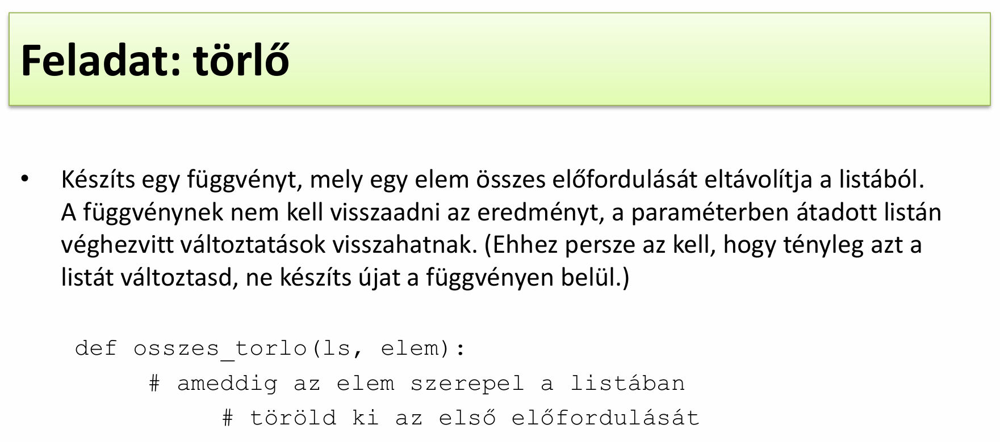 Feladat: törlő
• Készíts egy függvényt, mely egy elem összes előfordulását eltávolítja a listából.
A függvénynek nem kell visszaadni az eredményt, a paraméterben átadott listán
véghezvitt változtatások visszahatnak. (Ehhez persze az kell, hogy tényleg azt a
listát változtasd, ne készíts újat a függvényen belül.)
def osszes_torlo(ls, elem):
# ameddig az elem szerepel a listában
# töröld ki az első előfordulását